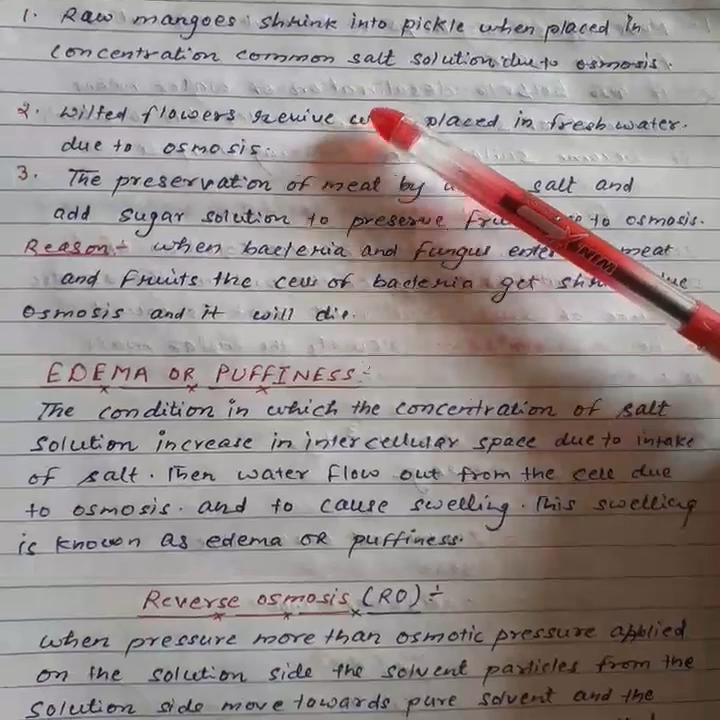 1. Raw mangoes shrink into pickle when placed in
concentration common salt solution due to osmosis.
2. Wilted flowers revive placed in fresh water.
due to osmosis.
3. The preservation of meat by salt and
add sugar solution to preserve to osmosis.
Reason:- when bacteria and fungus meat
and fruits the cell of bacteria get
osmosis and it will die.
EDEMA OR PUFFINESS:-
The condition in which the concentration of salt
solution increase in intercellular space due to intake
of salt. Then water flow out from the cell due
to osmosis. and to cause swelling. This swelling
is known as edema OR puffiness.
Reverse osmosis (RO):-
when pressure more than osmotic pressure applied
on the solution side the solvent particles from the
solution side move towards pure solvent and the